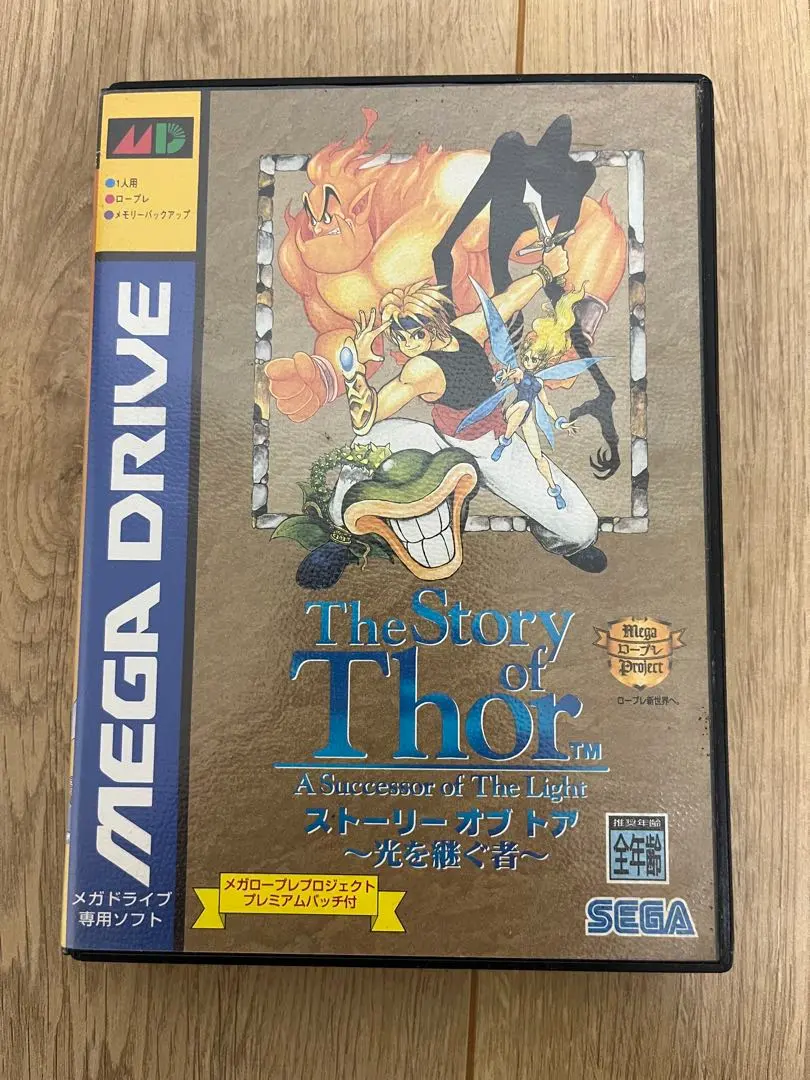 MD
1人用
ロープレ
メモリーバックアップ
MEGA DRIVE
メガドライブ
専用ソフト
The Story
of
Thor TM
A Successor of The Light
ストーリー オブ トア
〜光を継ぐ者〜
Mega
ロープレ
Project
ロープレ新世界へ。
推奨年齢
全年齢
メガロープレプロジェクト
プレミアムバッチ付
SEGA